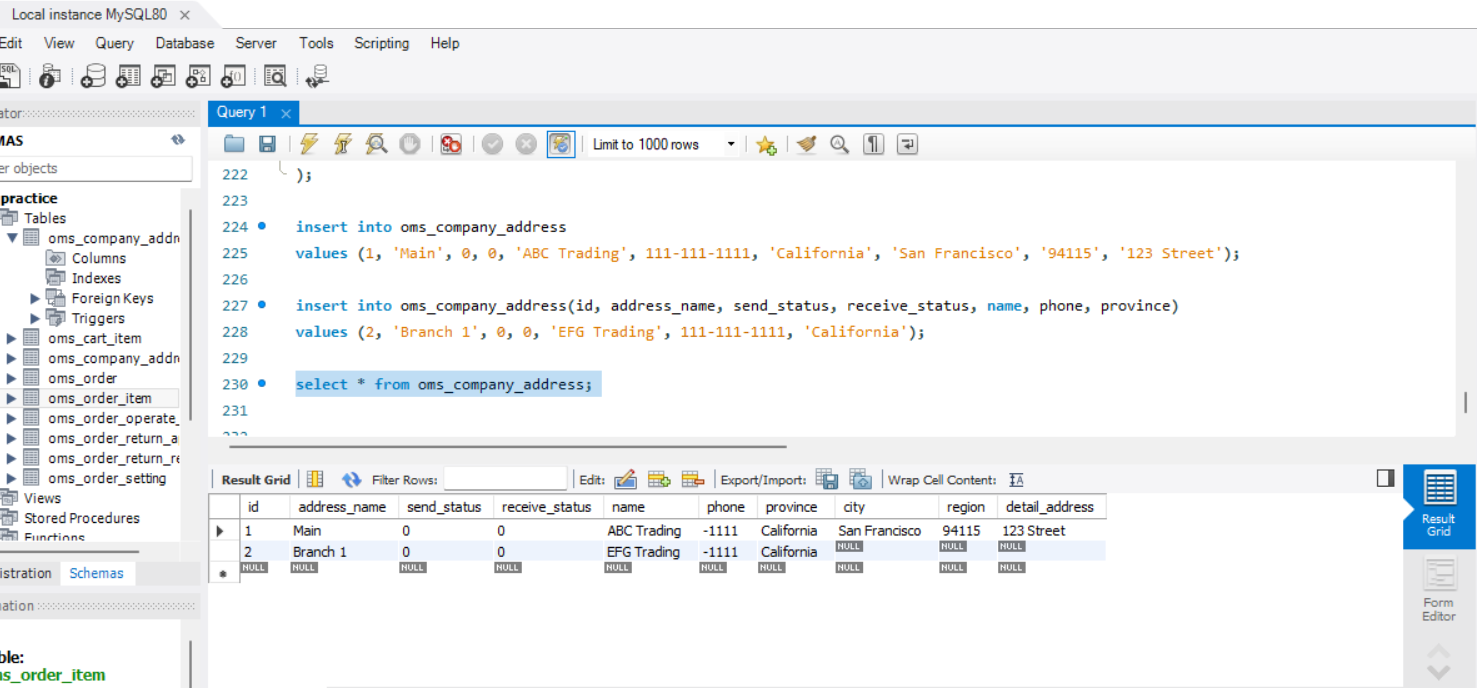 Local instance MySQL80
Edit View Query Database Server Tools Scripting Help
ator
MAS
er objects
practice
Tables
oms_company_addr
Columns
Indexes
Foreign Keys
Triggers
oms_cart_item
oms_company_addr
oms_order
oms_order_item
oms_order_operate_
oms_order_return_a
oms_order_return_re
oms_order_setting
Views
Stored Procedures
Functions
istration Schemas
ation
ble:
ms_order_item
Query 1
Limit to 1000 rows
222 );
223
224 insert into oms_company_address
225 values (1, 'Main', 0, 0, 'ABC Trading', 111-111-1111, 'California', 'San Francisco', '94115', '123 Street');
226
227 insert into oms_company_address(id, address_name, send_status, receive_status, name, phone, province)
228 values (2, 'Branch 1', 0, 0, 'EFG Trading', 111-111-1111, 'California');
229
230 select * from oms_company_address;
231
232
Result Grid Filter Rows: Edit: Export/Import: Wrap Cell Content:
id address_name send_status receive_status name phone province city region detail_address
1 Main 0 0 ABC Trading -1111 California San Francisco 94115 123 Street
2 Branch 1 0 0 EFG Trading -1111 California NULL NULL NULL
NULL NULL NULL NULL NULL NULL NULL NULL NULL NULL
Result
Grid
Form
Editor